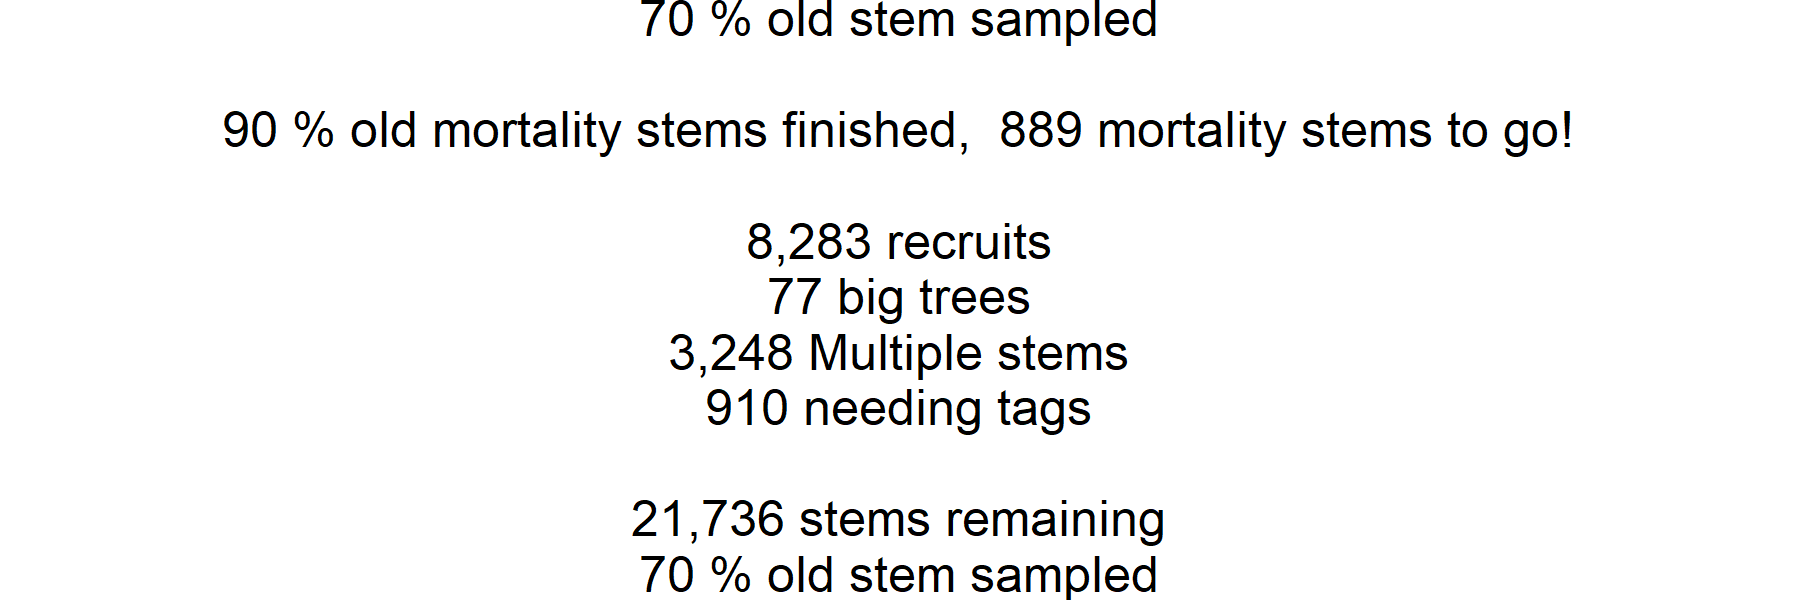 70 % old stem sampled
90 % old mortality stems finished,  889 mortality stems to go!
8,283 recruits
77 big trees
3,248 Multiple stems
910 needing tags
21,736 stems remaining
70 % old stem sampled